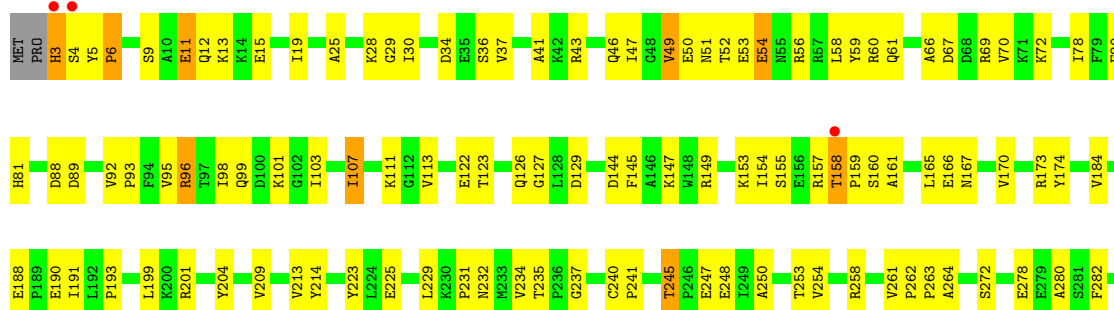 MET PRO H3 S4 Y5 P6 S9 A10 E11 Q12 K13 K14 E15 I19 A25 K28 G29 I30 D34 E35 S36 V37 A41 K42 R43 Q46 I47 G48 V49 E50 N51 T52 E53 E54 N55 R56 R57 L58 Y59 R60 Q61 A66 D67 D68 R69 V70 K71 K72 I78 F79
H81 D88 D89 V92 P93 F94 V95 R96 T97 I98 Q99 D100 K101 G102 I103 I107 K111 G112 V113 E122 T123 Q126 G127 L128 D129 D144 F145 A146 K147 W148 R149 K153 I154 S155 E156 R157 T158 P159 S160 A161 L165 E166 N167 V170 R173 Y174 V184
E188 P189 E190 I191 L192 P193 L199 K200 R201 Y204 V209 V213 Y214 Y223 L224 E225 L229 K230 P231 N232 M233 V234 T235 P236 G237 C240 P241 T245 P246 E247 E248 I249 A250 T253 V254 R258 V261 P262 P263 A264 S272 E278 E279 A280 S281 F282